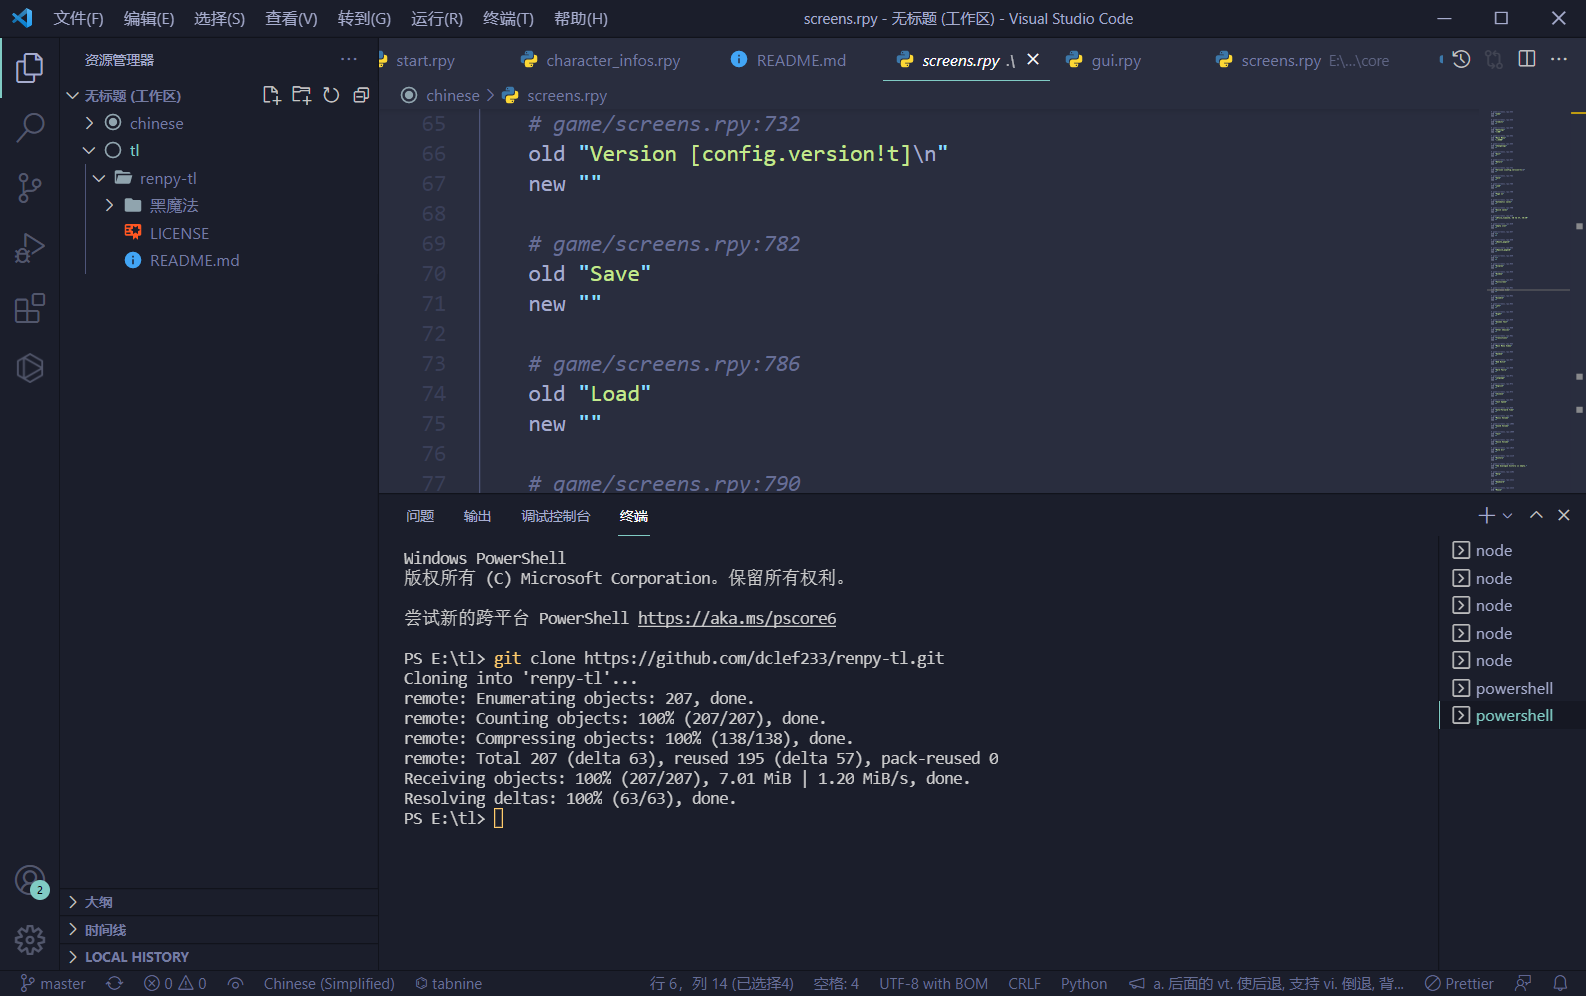 文件(F) 编辑(E) 选择(S) 查看(V) 转到(G) 运行(R) 终端(T) 帮助(H) screens.rpy - 无标题 (工作区) - Visual Studio Code
资源管理器 ···
start.rpy character_infos.rpy README.md screens.rpy .\ gui.rpy screens.rpy E:\...\core
无标题 (工作区)
chinese > screens.rpy
chinese
tl
renpy-tl
黑魔法
LICENSE
README.md
65 # game/screens.rpy:732
66 old "Version [config.version!t]\n"
67 new ""
68
69 # game/screens.rpy:782
70 old "Save"
71 new ""
72
73 # game/screens.rpy:786
74 old "Load"
75 new ""
76
77 # game/screens.rpy:790
问题 输出 调试控制台 终端
Windows PowerShell
版权所有 (C) Microsoft Corporation。保留所有权利。
尝试新的跨平台 PowerShell https://aka.ms/pscore6
PS E:\tl> git clone https://github.com/dclef233/renpy-tl.git
Cloning into 'renpy-tl'...
remote: Enumerating objects: 207, done.
remote: Counting objects: 100% (207/207), done.
remote: Compressing objects: 100% (138/138), done.
remote: Total 207 (delta 63), reused 195 (delta 57), pack-reused 0
Receiving objects: 100% (207/207), 7.01 MiB | 1.20 MiB/s, done.
Resolving deltas: 100% (63/63), done.
PS E:\tl>
node
node
node
node
node
powershell
powershell
2
大纲
时间线
LOCAL HISTORY
master 0 0 Chinese (Simplified) tabnine 行 6，列 14 (已选择4) 空格: 4 UTF-8 with BOM CRLF Python a. 后面的 vt. 使后退, 支持 vi. 倒退, 背... Prettier